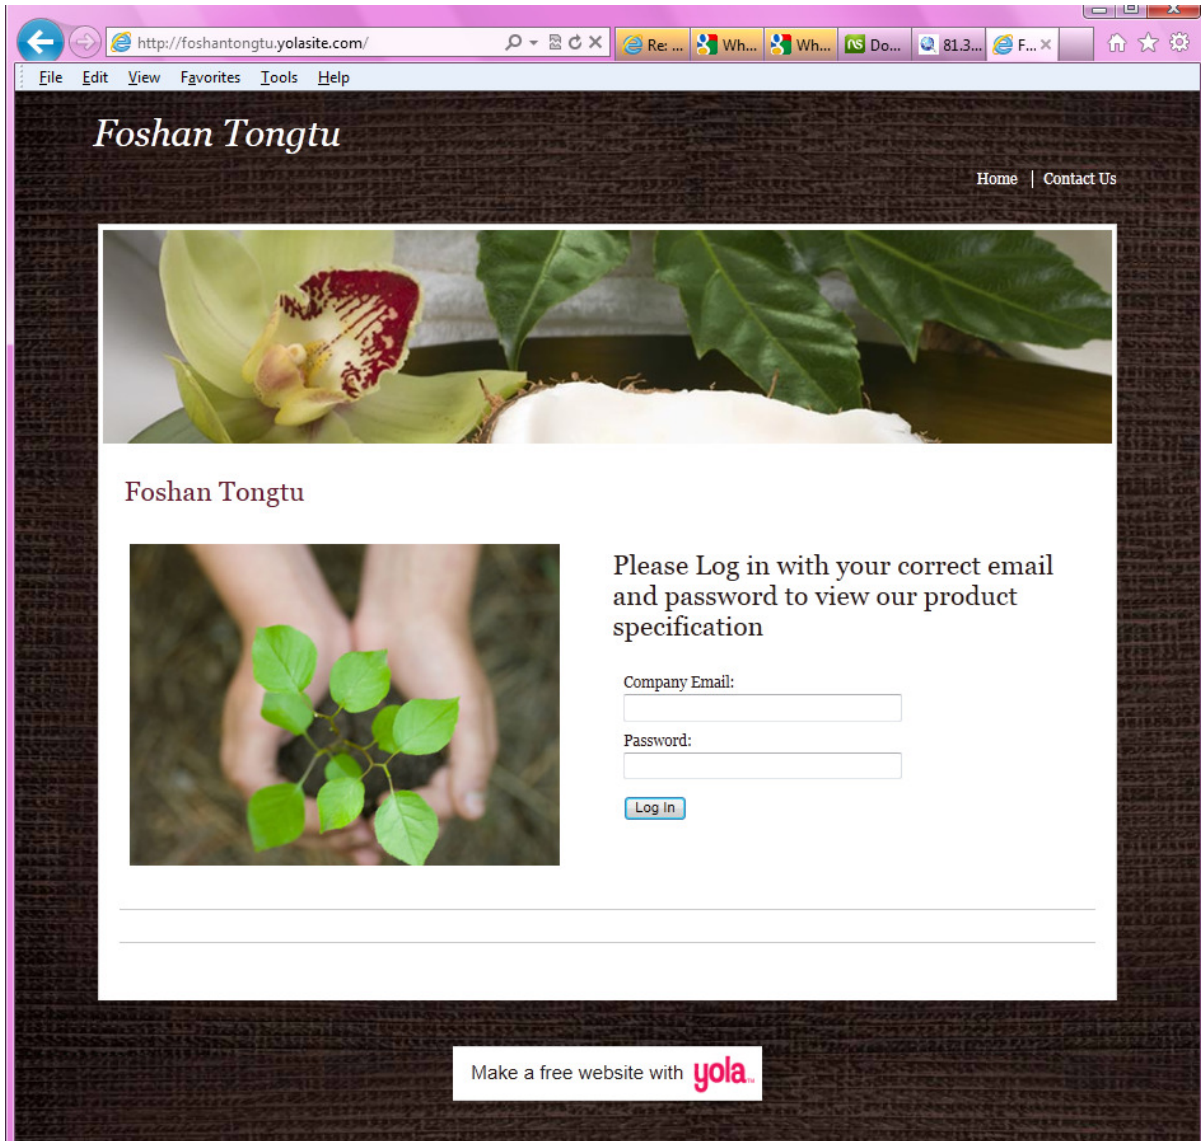 http://foshantongtu.yolasite.com/
Re: ...
Wh...
Wh...
Do...
81.3...
F...
File Edit View Favorites Tools Help
Foshan Tongtu
Home | Contact Us
Foshan Tongtu
Please Log in with your correct email
and password to view our product
specification
Company Email:
Password:
Log In
Make a free website with yola